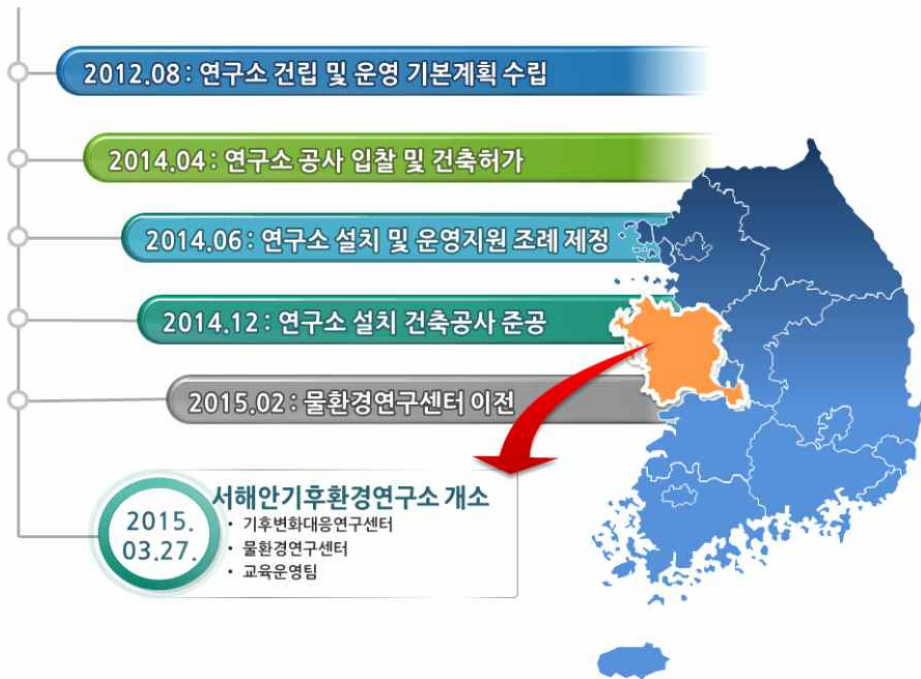 2012.08 : 연구소 건립 및 운영 기본계획 수립
2014.04 : 연구소 공사 입찰 및 건축허가
2014.06 : 연구소 설치 및 운영지원 조례 제정
2014.12 : 연구소 설치 건축공사 준공
2015.02 : 물환경연구센터 이전
2015.
03.27.
서해안기후환경연구소 개소
• 기후변화대응연구센터
• 물환경연구센터
• 교육운영팀